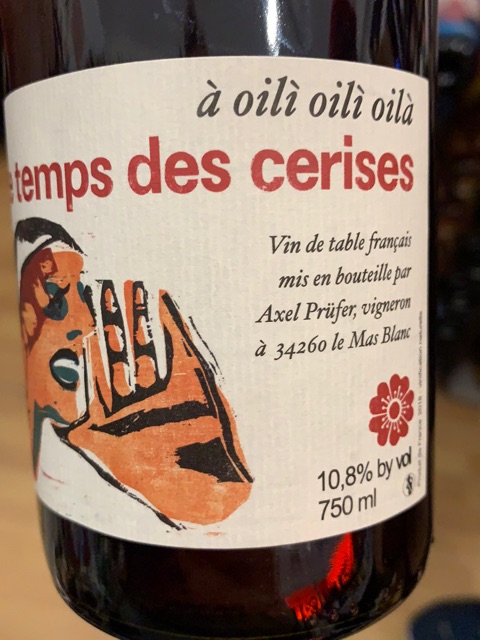 à oilì oilì oilà
temps des cerises
Vin de table français
mis en bouteille par
Axel Prüfer, vigneron
à 34260 le Mas Blanc
10,8% by vol
750 ml